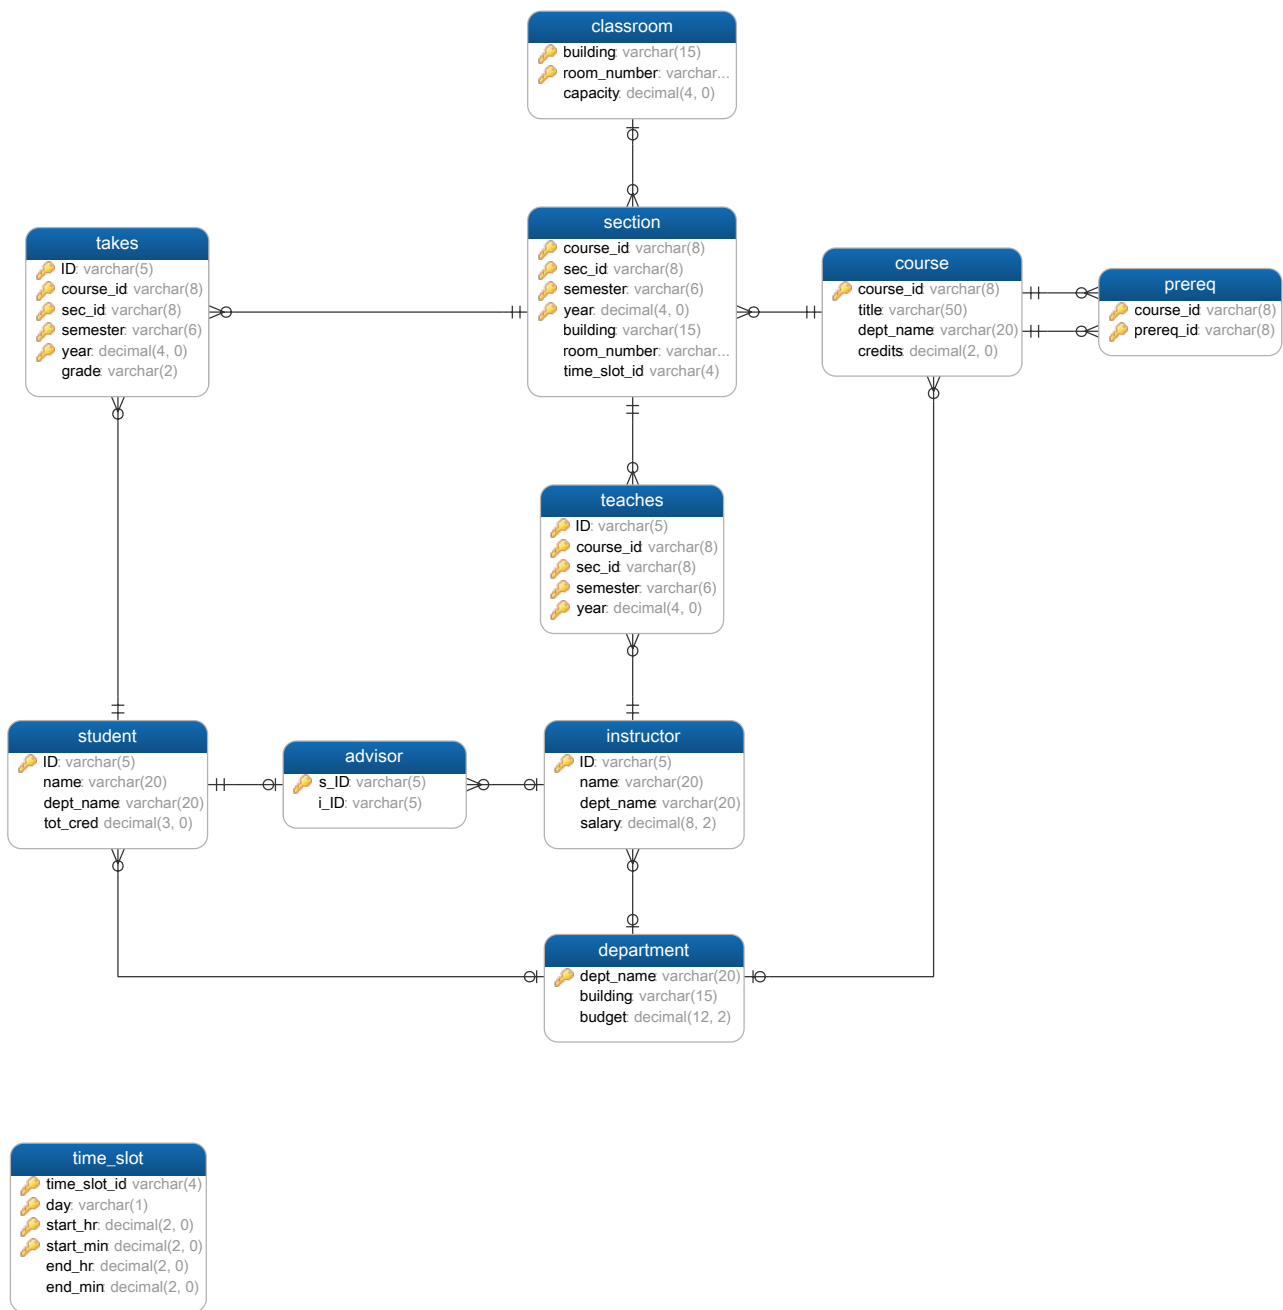 classroom
building: varchar(15)
room_number: varchar...
capacity: decimal(4, 0)
section
course_id: varchar(8)
sec_id: varchar(8)
semester: varchar(6)
year: decimal(4, 0)
building: varchar(15)
room_number: varchar...
time_slot_id: varchar(4)
takes
ID: varchar(5)
course_id: varchar(8)
sec_id: varchar(8)
semester: varchar(6)
year: decimal(4, 0)
grade: varchar(2)
course
course_id: varchar(8)
title: varchar(50)
dept_name: varchar(20)
credits: decimal(2, 0)
prereq
course_id: varchar(8)
prereq_id: varchar(8)
teaches
ID: varchar(5)
course_id: varchar(8)
sec_id: varchar(8)
semester: varchar(6)
year: decimal(4, 0)
student
ID: varchar(5)
name: varchar(20)
dept_name: varchar(20)
tot_cred: decimal(3, 0)
advisor
s_ID: varchar(5)
i_ID: varchar(5)
instructor
ID: varchar(5)
name: varchar(20)
dept_name: varchar(20)
salary: decimal(8, 2)
department
dept_name: varchar(20)
building: varchar(15)
budget: decimal(12, 2)
time_slot
time_slot_id: varchar(4)
day: varchar(1)
start_hr: decimal(2, 0)
start_min: decimal(2, 0)
end_hr: decimal(2, 0)
end_min: decimal(2, 0)